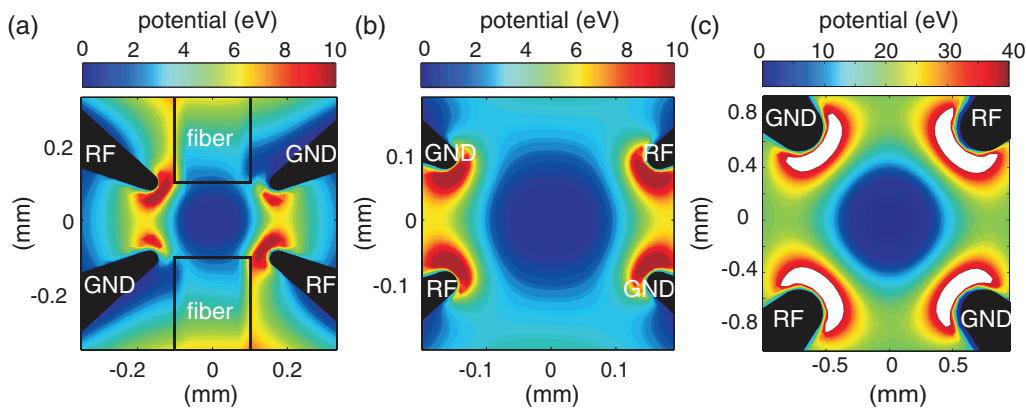 (a) potential (eV)
0 2 4 6 8 10
fiber
RF
GND
0.2
0
-0.2
(mm)
GND
RF
fiber
-0.2 0 0.2
(mm)
(b) potential (eV)
0 2 4 6 8 10
GND
RF
0.1
0
-0.1
(mm)
RF
GND
-0.1 0 0.1
(mm)
(c) potential (eV)
0 10 20 30 40
GND
RF
0.8
0.4
0
-0.4
-0.8
(mm)
RF
GND
-0.5 0 0.5
(mm)